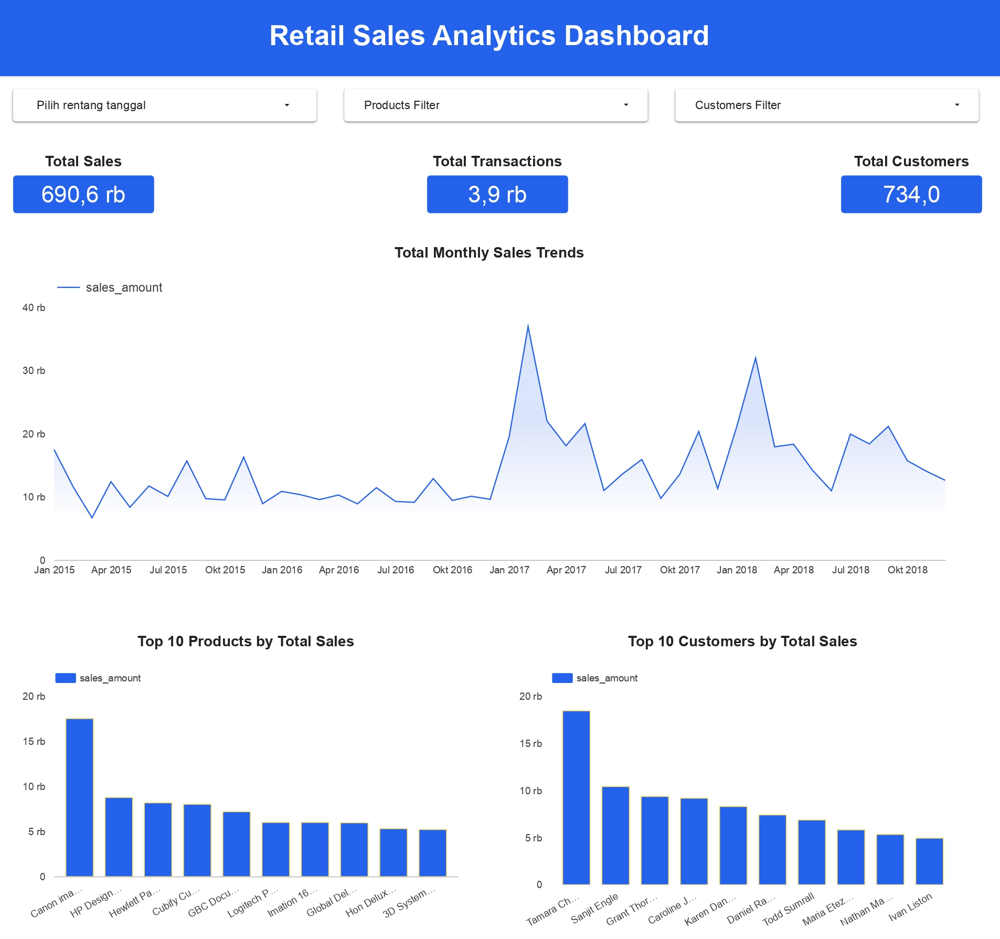 Retail Sales Analytics Dashboard
Pilih rentang tanggal
Products Filter
Customers Filter
Total Sales
690,6 rb
Total Transactions
3,9 rb
Total Customers
734,0
Total Monthly Sales Trends
sales_amount
40 rb
30 rb
20 rb
10 rb
0
Jan 2015 Apr 2015 Jul 2015 Okt 2015 Jan 2016 Apr 2016 Jul 2016 Okt 2016 Jan 2017 Apr 2017 Jul 2017 Okt 2017 Jan 2018 Apr 2018 Jul 2018 Okt 2018
Top 10 Products by Total Sales
sales_amount
20 rb
15 rb
10 rb
5 rb
0
Canon ima…
HP Design…
Hewlett Pa…
Cubify Cu…
GBC Docu…
Logitech P…
Imation 16…
Global Del…
Hon Delux…
3D System…
Top 10 Customers by Total Sales
sales_amount
20 rb
15 rb
10 rb
5 rb
0
Tamara Ch…
Sanjit Engle
Grant Thor…
Caroline J…
Karen Dan…
Daniel Ra…
Todd Sumrall
Maria Etez…
Nathan Ma…
Ivan Liston